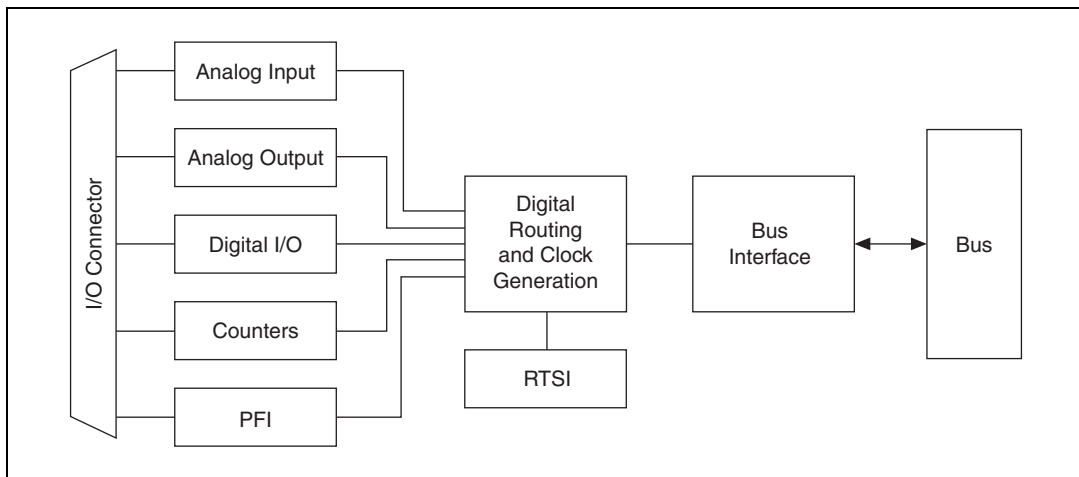 I/O Connector
Analog Input
Analog Output
Digital I/O
Counters
PFI
Digital
Routing
and Clock
Generation
RTSI
Bus
Interface
Bus